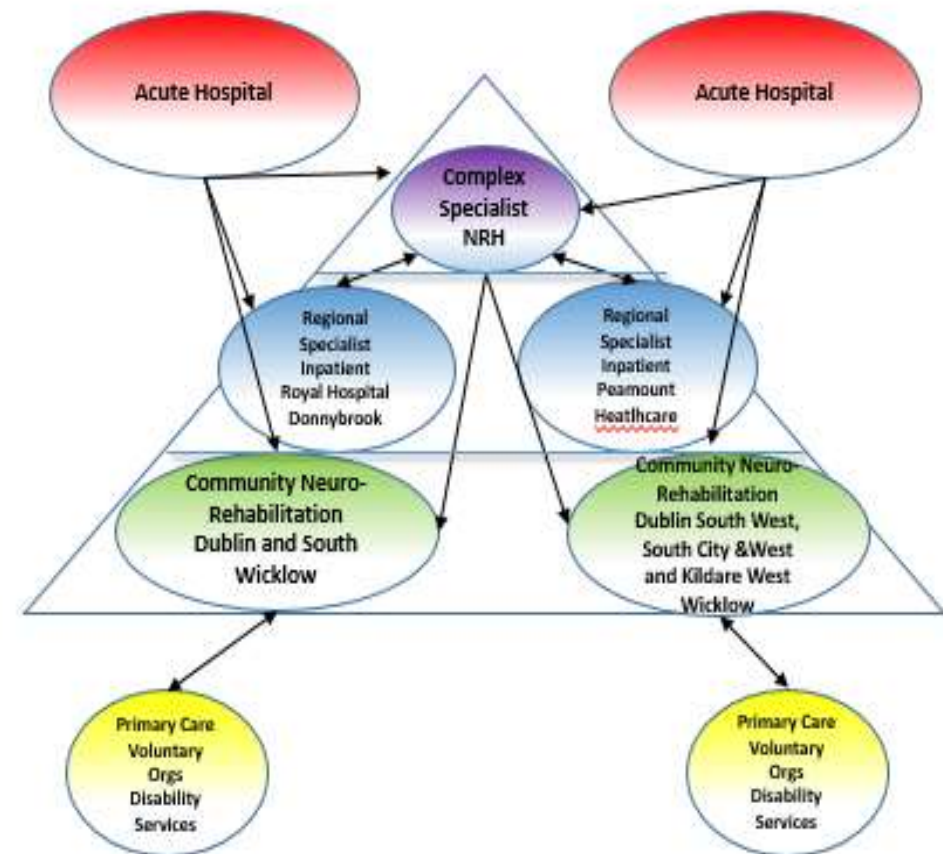 Acute Hospital
Acute Hospital
Complex
Specialist
NRH
Regional
Specialist
Inpatient
Royal Hospital
Donnybrook
Regional
Specialist
Inpatient
Peamount
Heatlhcare
Community Neuro-
Rehabilitation
Dublin and South
Wicklow
Community Neuro-
Rehabilitation
Dublin South West,
South City &West
and Kildare West
Wicklow
Primary Care
Voluntary
Orgs
Disability
Services
Primary Care
Voluntary
Orgs
Disability
Services